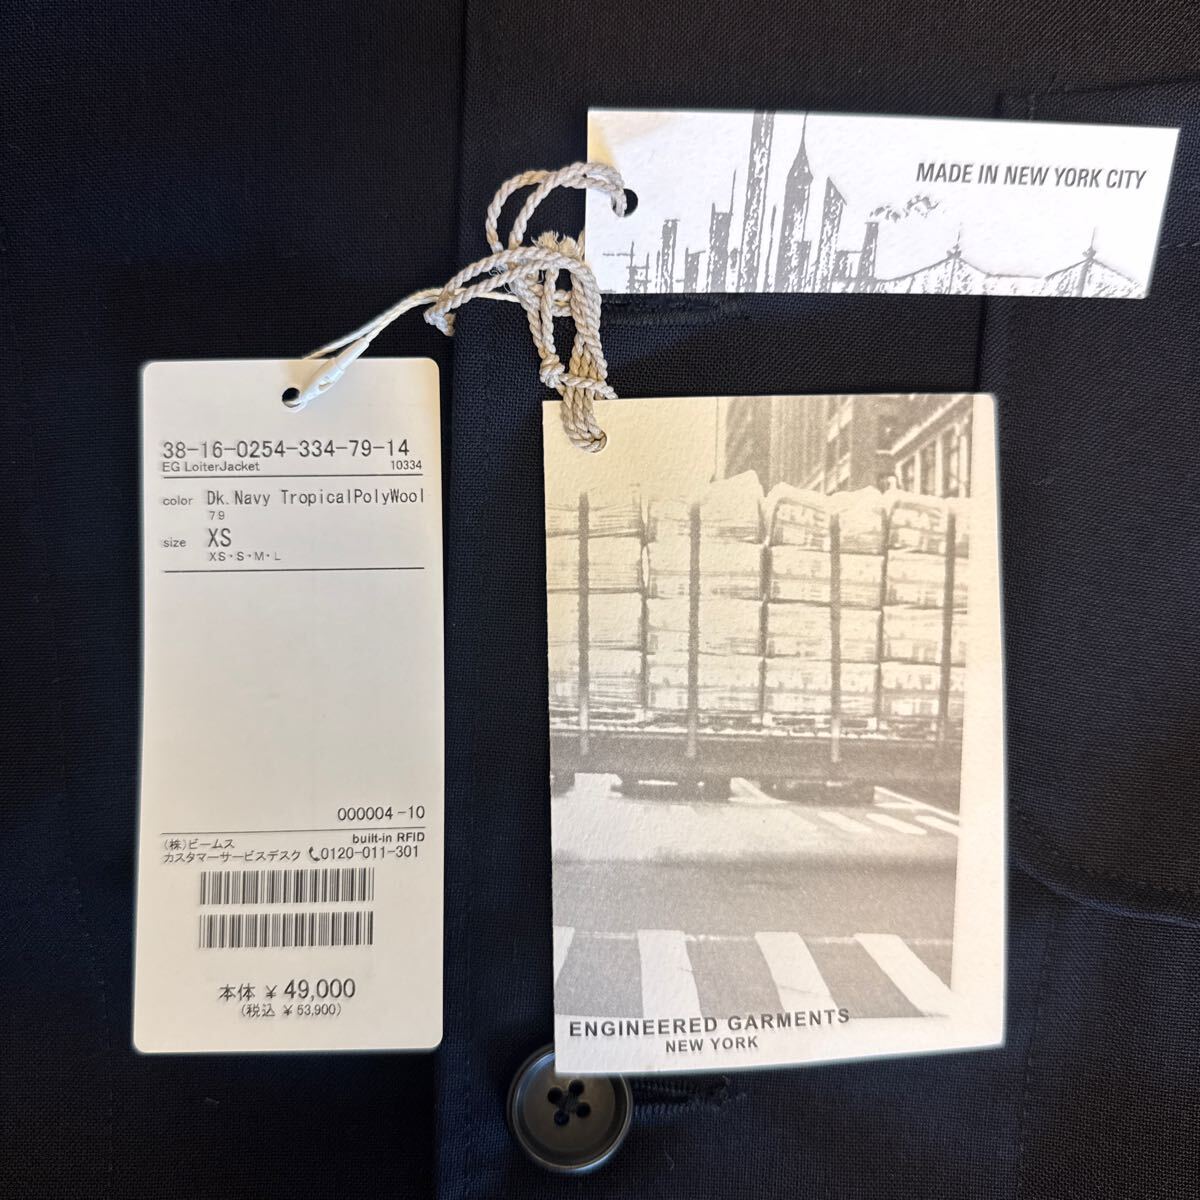 MADE IN NEW YORK CITY
38-16-0254-334-79-14
EG LoiterJacket 10334
color Dk.Navy TropicalPolyWool
79
size XS
XS・S・M・L
000004-10
built-in RFID
(株)ビームス
カスタマーサービスデスク 0120-011-301
本体 ¥49,000
(税込 ¥53,900)
ENGINEERED GARMENTS
NEW YORK